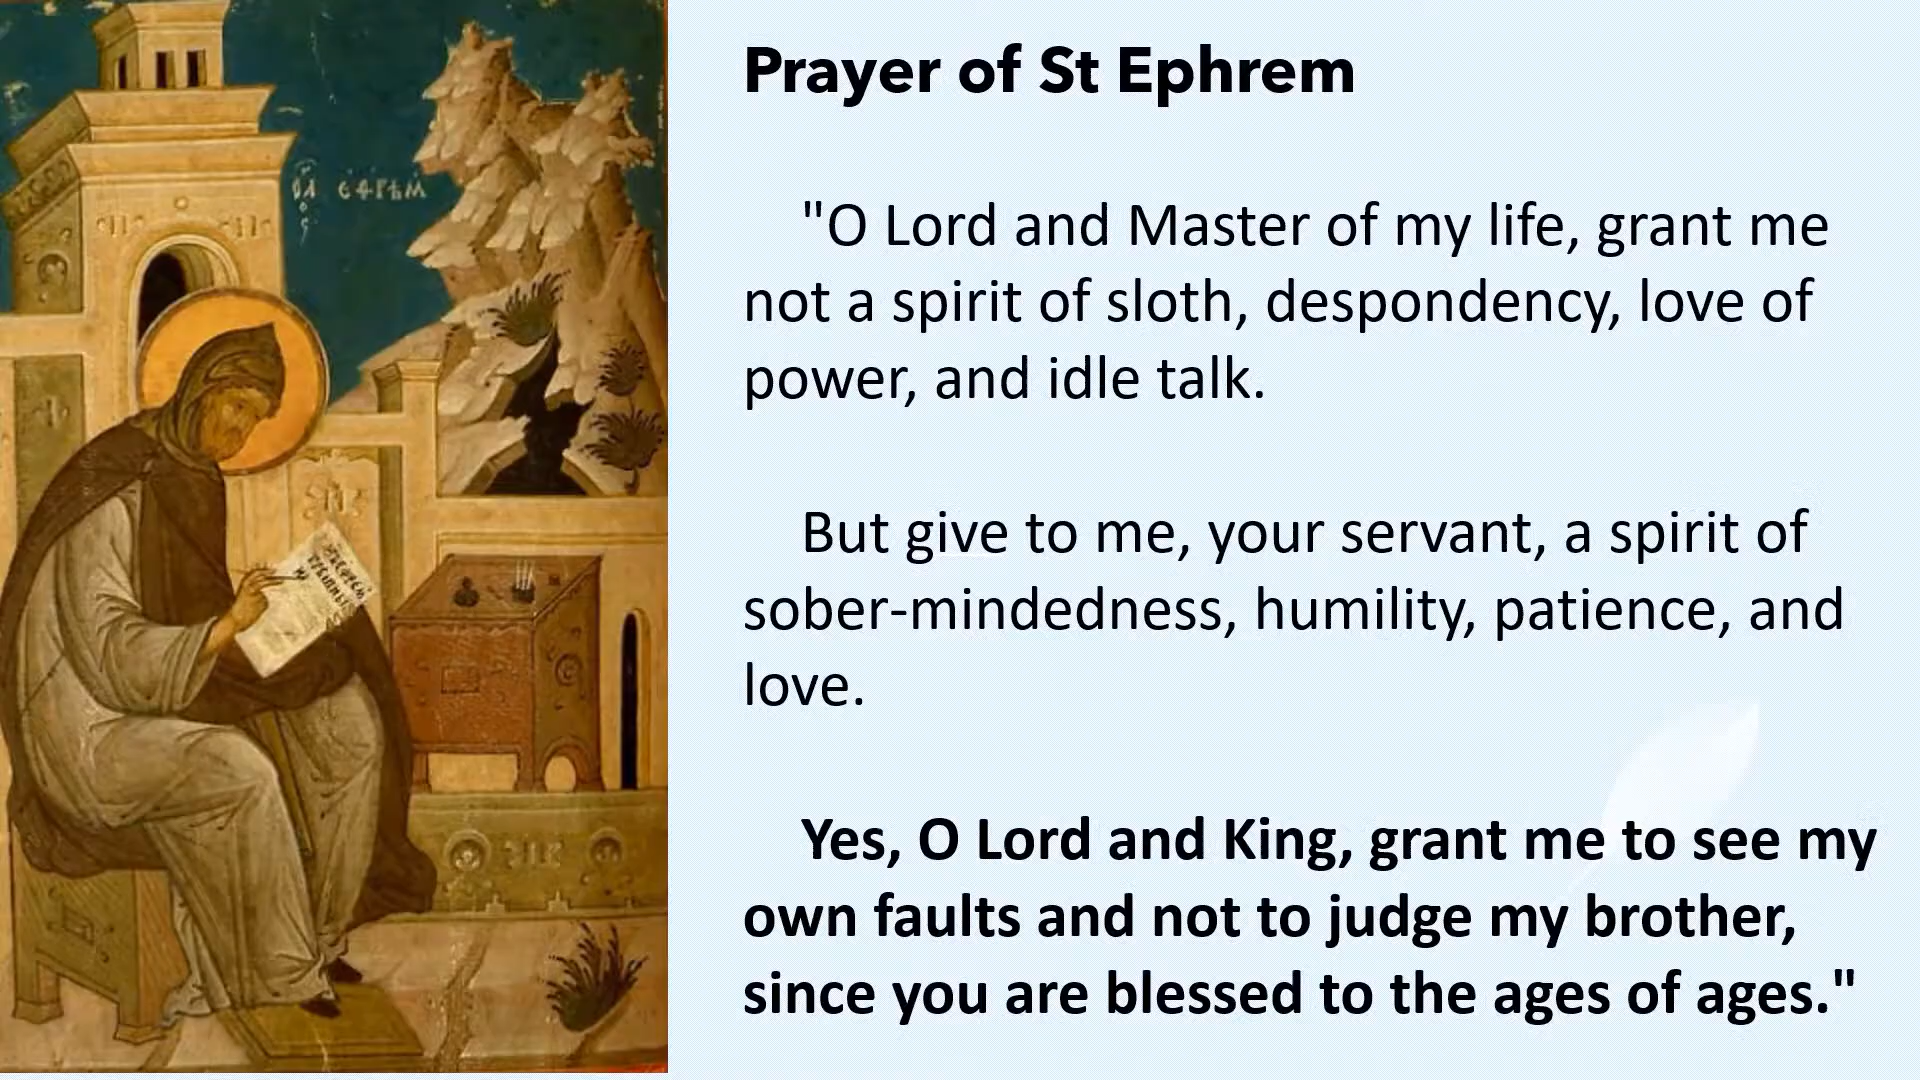 Prayer of St Ephrem
"O Lord and Master of my life, grant me
not a spirit of sloth, despondency, love of
power, and idle talk.
But give to me, your servant, a spirit of
sober-mindedness, humility, patience, and
love.
Yes, O Lord and King, grant me to see my
own faults and not to judge my brother,
since you are blessed to the ages of ages."